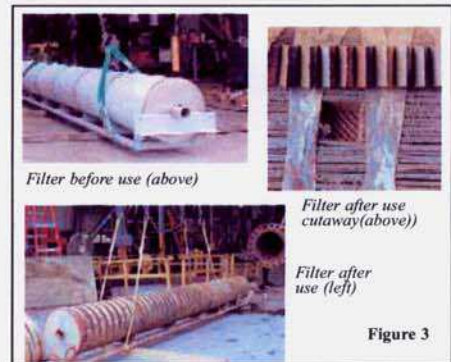 Filter before use (above)
Filter after use
cutaway(above))
Filter after
use (left)
Figure 3